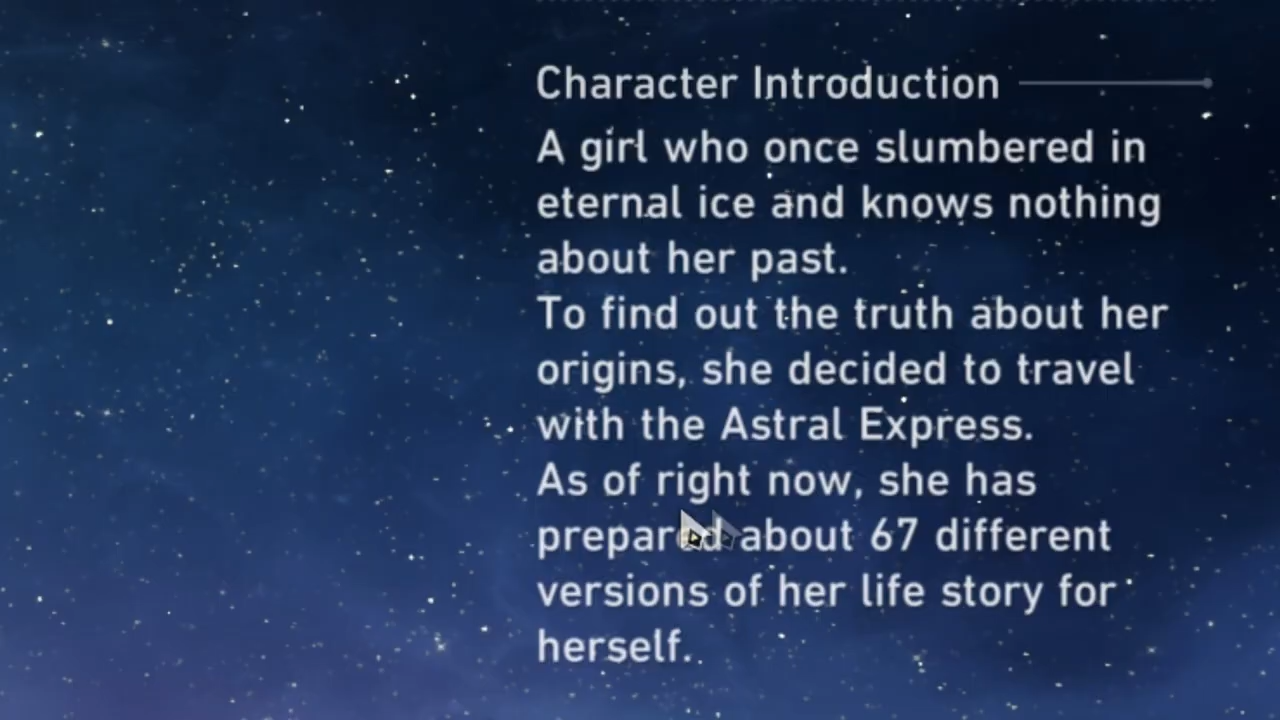 Character Introduction
A girl who once slumbered in
eternal ice and knows nothing
about her past.
To find out the truth about her
origins, she decided to travel
with the Astral Express.
As of right now, she has
prepared about 67 different
versions of her life story for
herself.